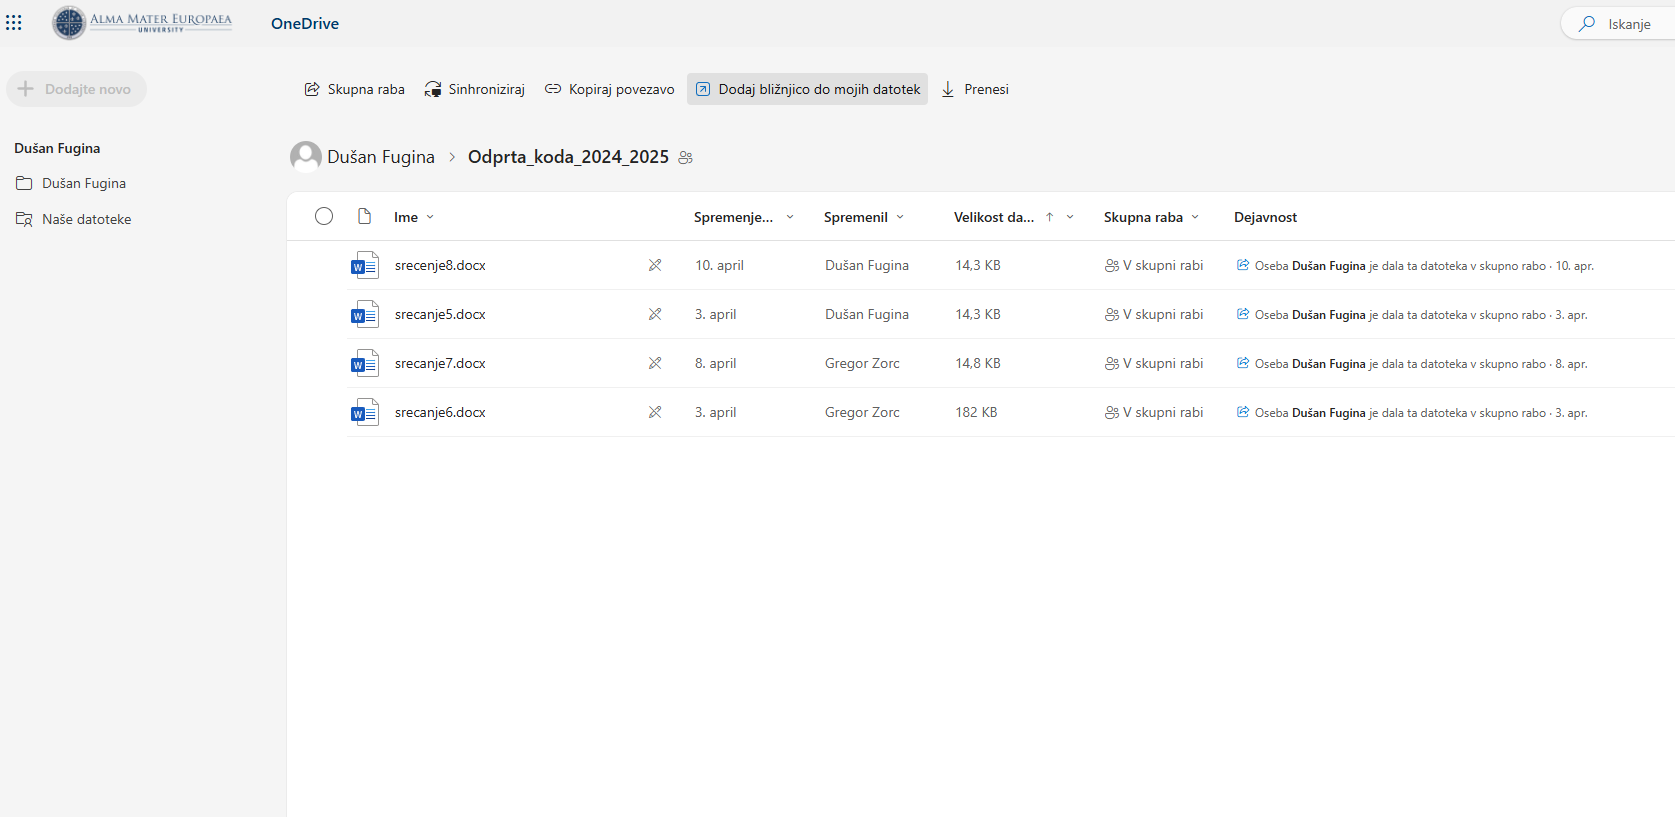 ALMA MATER EUROPAEA
UNIVERSITY
OneDrive
Iskanje
Dodajte novo
Skupna raba
Sinhroniziraj
Kopiraj povezavo
Dodaj bližnjico do mojih datotek
Prenesi
Dušan Fugina
Dušan Fugina
Naše datoteke
Dušan Fugina > Odprta_koda_2024_2025
Ime Spremenje... Spremenil Velikost da... ↑ Skupna raba Dejavnost
srecenje8.docx 10. april Dušan Fugina 14,3 KB V skupni rabi Oseba Dušan Fugina je dala ta datoteka v skupno rabo · 10. apr.
srecanje5.docx 3. april Dušan Fugina 14,3 KB V skupni rabi Oseba Dušan Fugina je dala ta datoteka v skupno rabo · 3. apr.
srecanje7.docx 8. april Gregor Zorc 14,8 KB V skupni rabi Oseba Dušan Fugina je dala ta datoteka v skupno rabo · 8. apr.
srecanje6.docx 3. april Gregor Zorc 182 KB V skupni rabi Oseba Dušan Fugina je dala ta datoteka v skupno rabo · 3. apr.